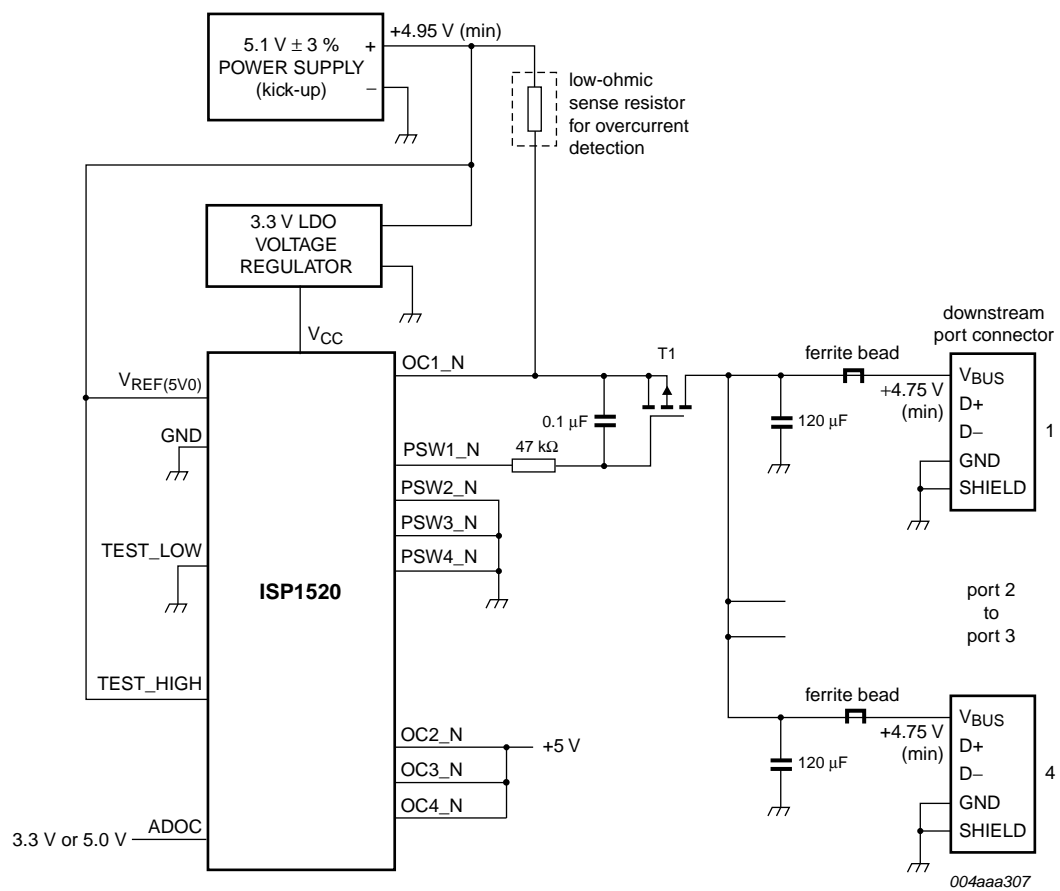 5.1 V ± 3 %
POWER SUPPLY
(kick-up)
+
−
+4.95 V (min)
low-ohmic
sense resistor
for overcurrent
detection
3.3 V LDO
VOLTAGE
REGULATOR
VCC
VREF(5V0)
GND
TEST_LOW
TEST_HIGH
ADOC
3.3 V or 5.0 V
ISP1520
OC1_N
PSW1_N
PSW2_N
PSW3_N
PSW4_N
OC2_N
OC3_N
OC4_N
+5 V
0.1 μF
47 kΩ
T1
120 μF
ferrite bead
+4.75 V
(min)
downstream
port connector
VBUS
D+
D−
GND
SHIELD
1
port 2
to
port 3
120 μF
ferrite bead
+4.75 V
(min)
VBUS
D+
D−
GND
SHIELD
4
004aaa307